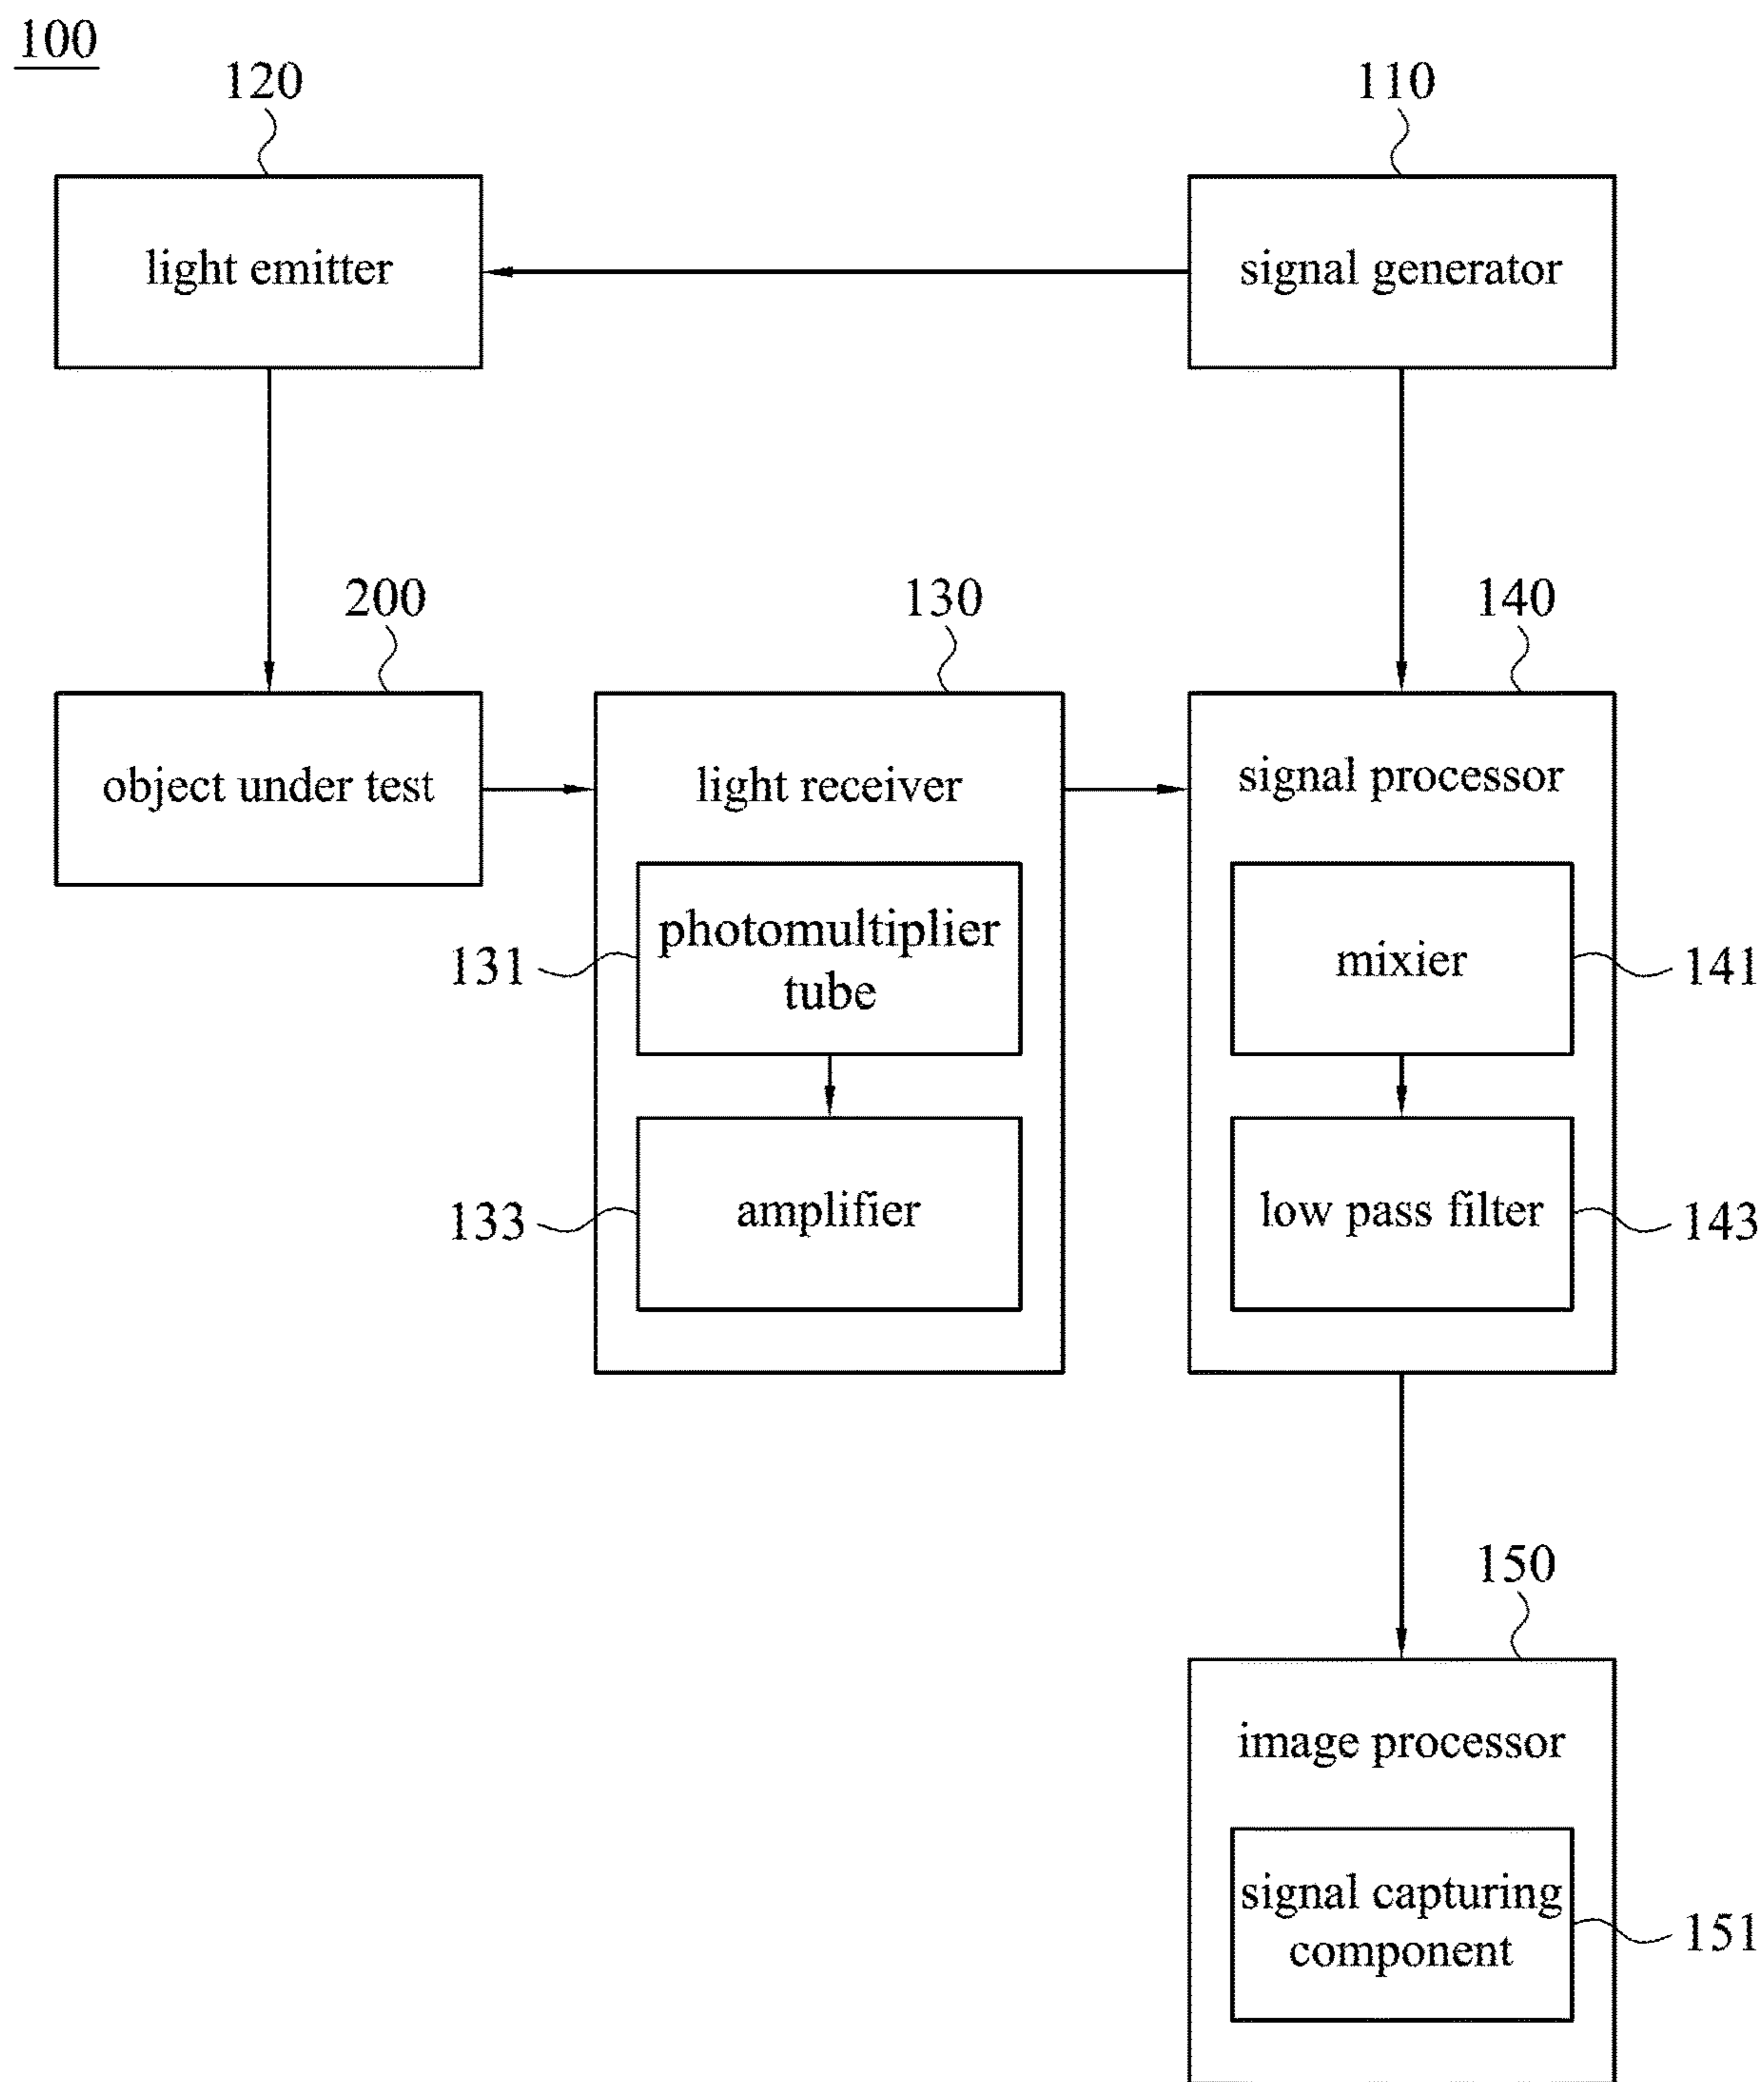 100
120
110
light emitter
signal generator
200
130
140
object under test
light receiver
signal processor
131
photomultiplier
tube
mixier
141
133
amplifier
low pass filter
143
150
image processor
signal capturing
component
151